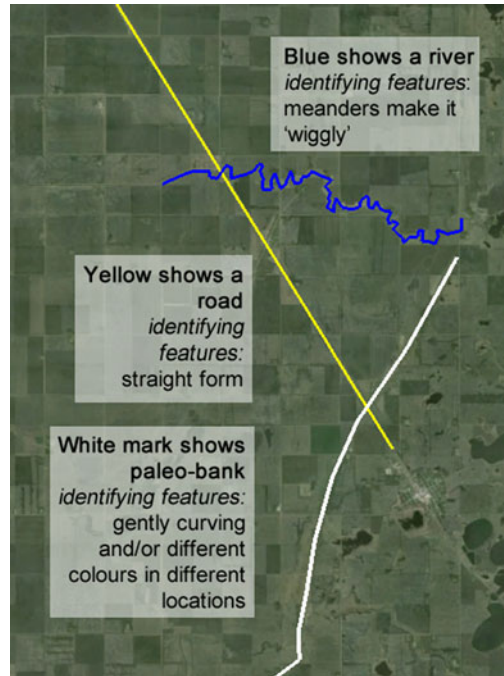 Blue shows a river
identifying features:
meanders make it
‘wiggly’
Yellow shows a
road
identifying
features:
straight form
White mark shows
paleo-bank
identifying features:
gently curving
and/or different
colours in different
locations